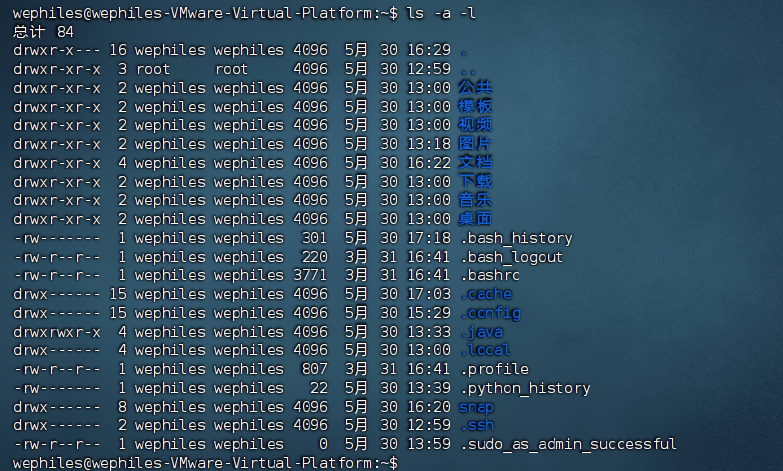 wephiles@wephiles-VMware-Virtual-Platform:~$ ls -a -l
总计 84
drwxr-x--- 16 wephiles wephiles 4096  5月 30 16:29 .
drwxr-xr-x  3 root     root     4096  5月 30 12:59 ..
drwxr-xr-x  2 wephiles wephiles 4096  5月 30 13:00 公共
drwxr-xr-x  2 wephiles wephiles 4096  5月 30 13:00 模板
drwxr-xr-x  2 wephiles wephiles 4096  5月 30 13:00 视频
drwxr-xr-x  2 wephiles wephiles 4096  5月 30 13:18 图片
drwxr-xr-x  4 wephiles wephiles 4096  5月 30 16:22 文档
drwxr-xr-x  2 wephiles wephiles 4096  5月 30 13:00 下载
drwxr-xr-x  2 wephiles wephiles 4096  5月 30 13:00 音乐
drwxr-xr-x  2 wephiles wephiles 4096  5月 30 13:00 桌面
-rw-------  1 wephiles wephiles  301  5月 30 17:18 .bash_history
-rw-r--r--  1 wephiles wephiles  220  3月 31 16:41 .bash_logout
-rw-r--r--  1 wephiles wephiles 3771  3月 31 16:41 .bashrc
drwx------ 15 wephiles wephiles 4096  5月 30 17:03 .cache
drwx------ 15 wephiles wephiles 4096  5月 30 15:29 .config
drwxrwxr-x  4 wephiles wephiles 4096  5月 30 13:33 .java
drwx------  4 wephiles wephiles 4096  5月 30 13:00 .local
-rw-r--r--  1 wephiles wephiles  807  3月 31 16:41 .profile
-rw-------  1 wephiles wephiles   22  5月 30 13:39 .python_history
drwx------  8 wephiles wephiles 4096  5月 30 16:20 snap
drwx------  2 wephiles wephiles 4096  5月 30 12:59 .ssh
-rw-r--r--  1 wephiles wephiles    0  5月 30 13:59 .sudo_as_admin_successful
wephiles@wephiles-VMware-Virtual-Platform:~$